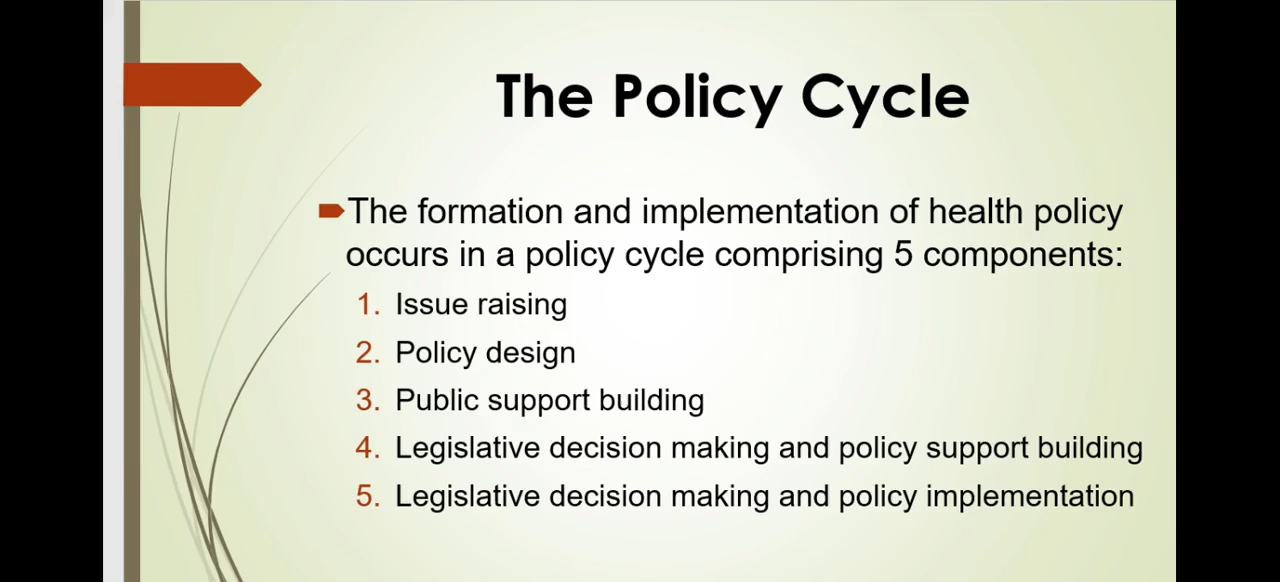 The Policy Cycle
The formation and implementation of health policy
occurs in a policy cycle comprising 5 components:
1. Issue raising
2. Policy design
3. Public support building
4. Legislative decision making and policy support building
5. Legislative decision making and policy implementation